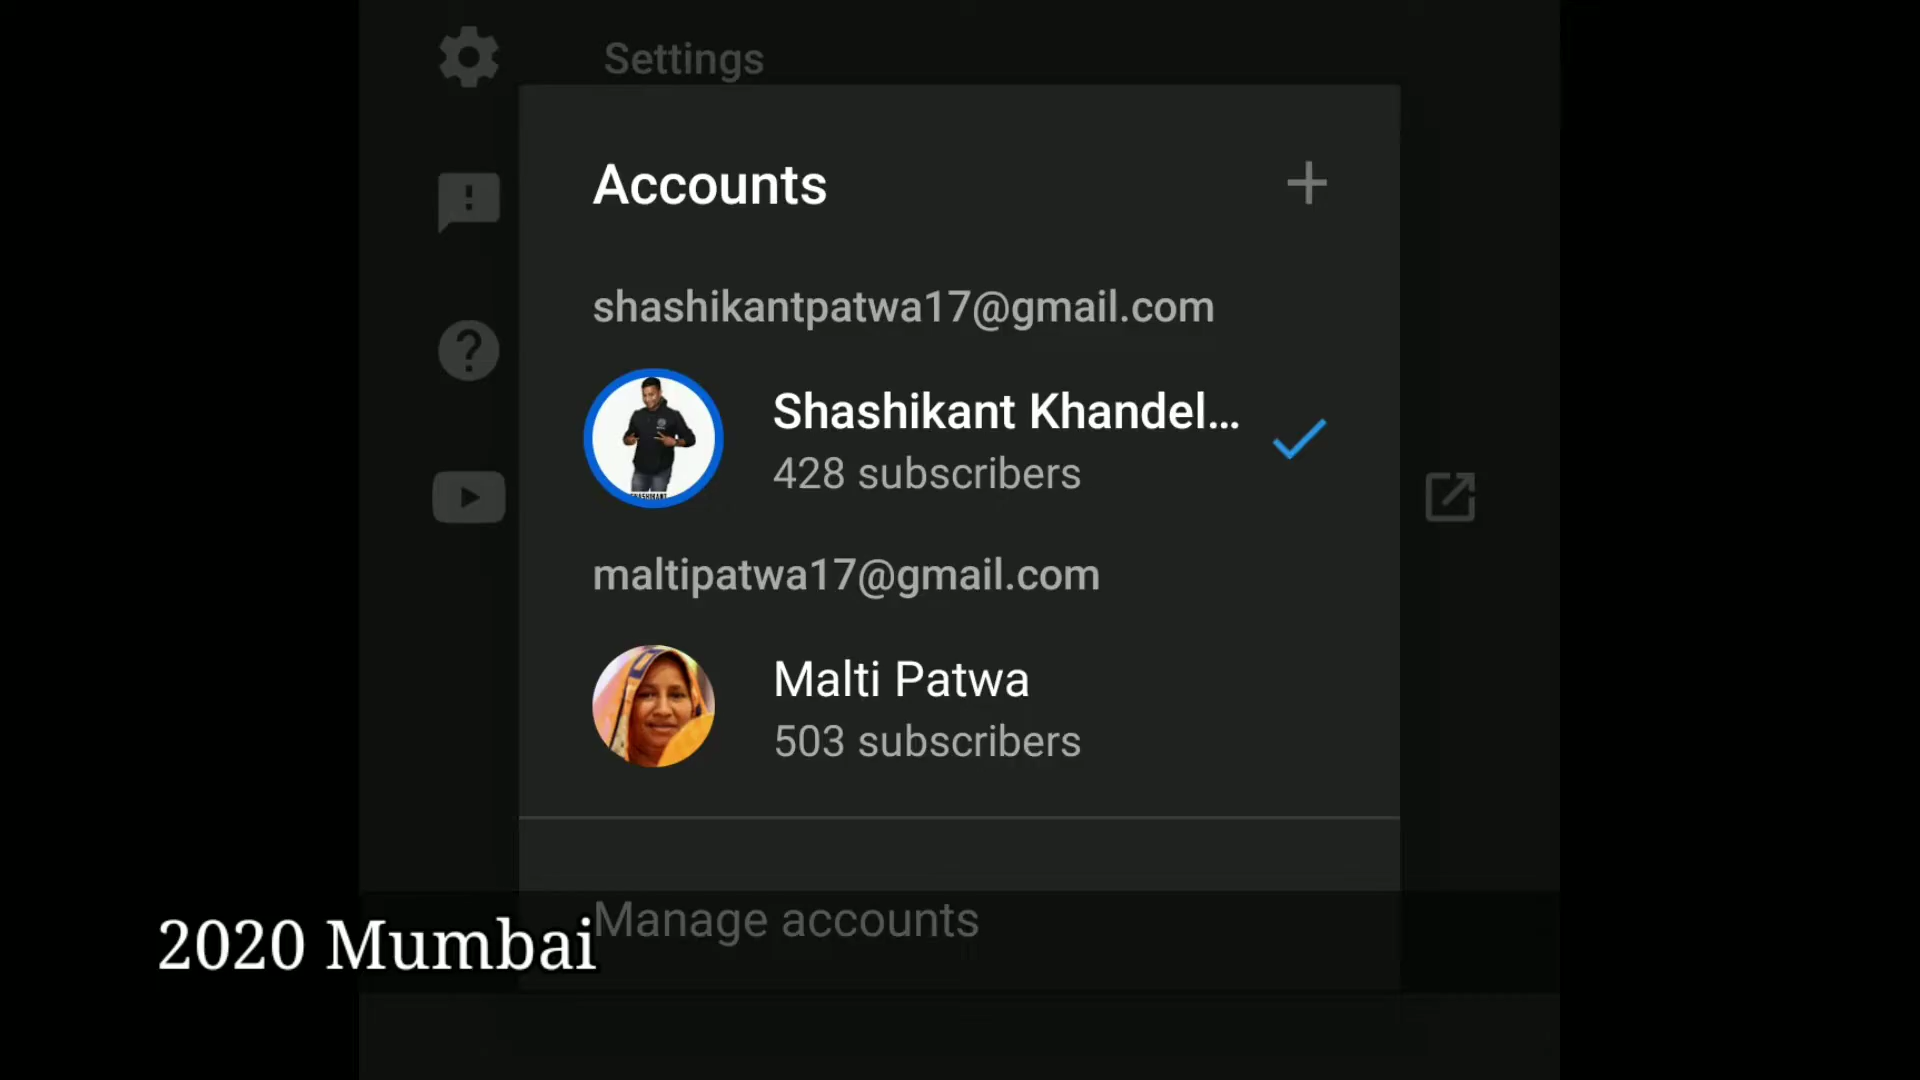 Settings
Accounts
shashikantpatwa17@gmail.com
Shashikant Khandel...
428 subscribers
maltipatwa17@gmail.com
Malti Patwa
503 subscribers
Manage accounts
2020 Mumbai